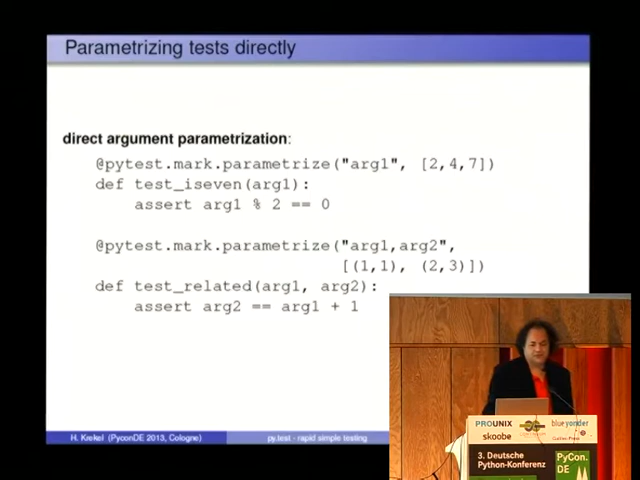 Parametrizing tests directly
direct argument parametrization:
@pytest.mark.parametrize("arg1", [2,4,7])
def test_iseven(arg1):
assert arg1 % 2 == 0
@pytest.mark.parametrize("arg1,arg2",
[(1,1), (2,3)])
def test_related(arg1, arg2):
assert arg2 == arg1 + 1
H. Krekel (PyconDE 2013, Cologne)
py.test - rapid simple testing
PROUNIX
blueyonder
skoobe
3. Deutsche
Python-Konferenz
PyCon.
DE